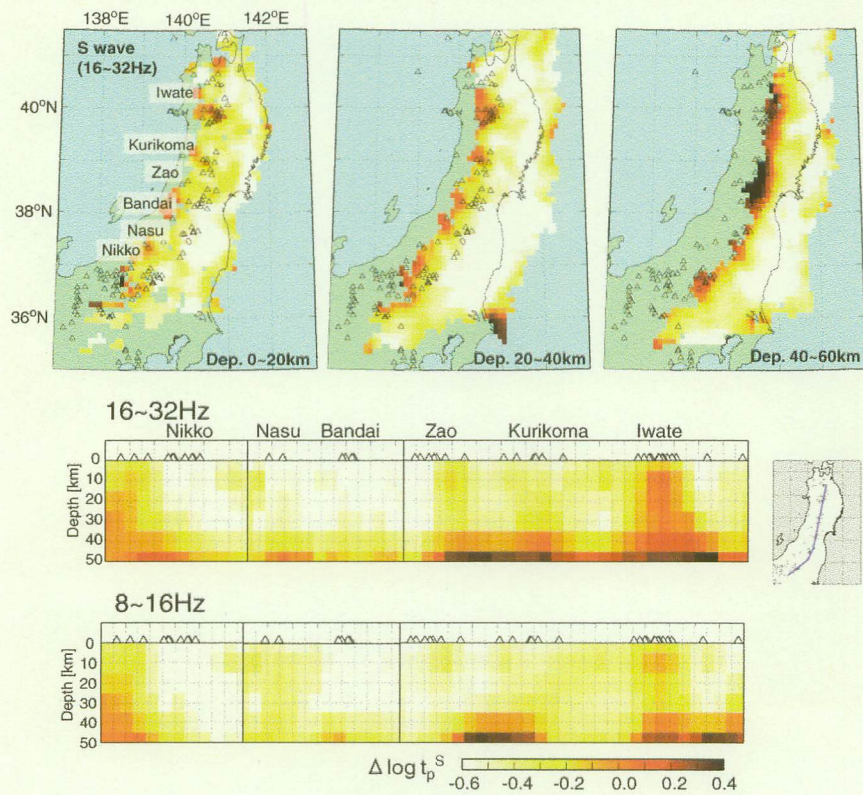 138°E 140°E 142°E
S wave
(16~32Hz)
40°N
Iwate
Kurikoma
Zao
38°N
Bandai
Nasu
Nikko
36°N
Dep. 0~20km
Dep. 20~40km
Dep. 40~60km
16~32Hz
Nikko Nasu Bandai Zao Kurikoma Iwate
Depth [km]
0
10
20
30
40
50
8~16Hz
Depth [km]
0
10
20
30
40
50
Δ log tpS
-0.6 -0.4 -0.2 0.0 0.2 0.4